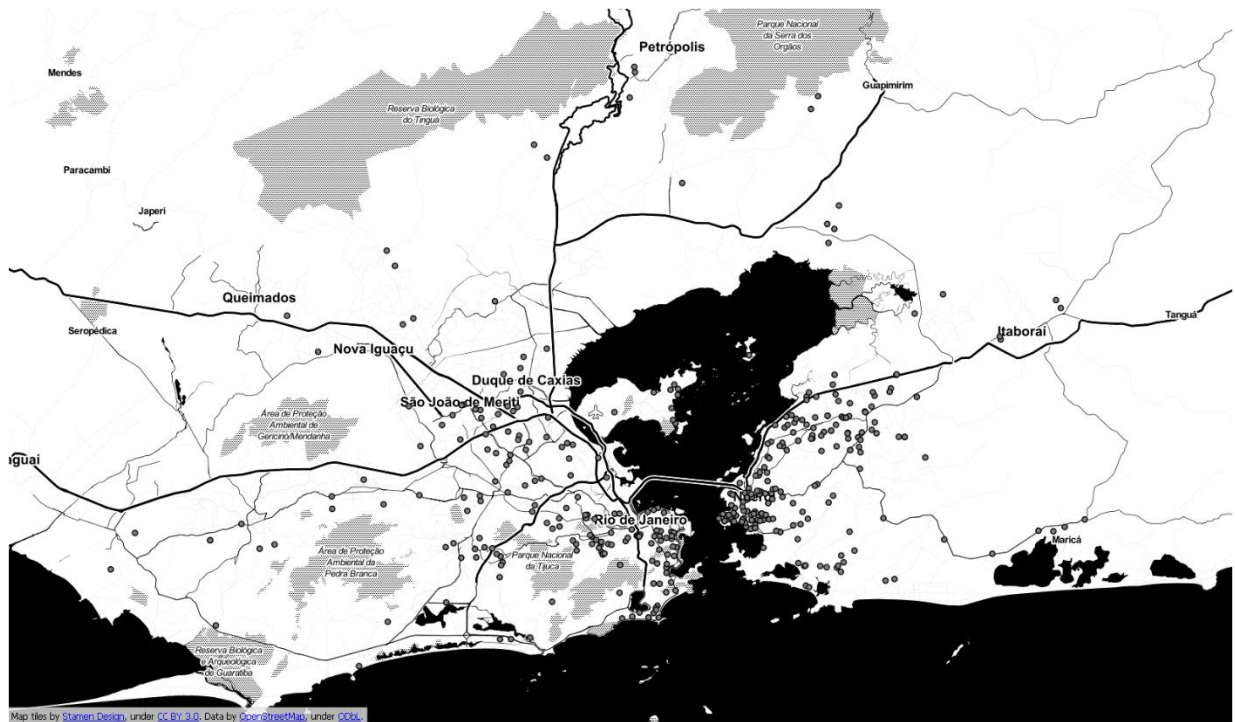 Petrópolis
Parque Nacional
da Serra dos
Orgãos
Mendes
Guapimirim
Reserva Biológica
do Tinguá
Paracambi
Japeri
Queimados
Seropédica
Itaboraí
Tanguá
Nova Iguaçu
Duque de Caxias
São João de Meriti
Área de Proteção
Ambiental de
Gericinó/Mendanha
aguaí
Rio de Janeiro
Área de Proteção
Ambiental da
Pedra Branca
Parque Nacional
da Tijuca
Maricá
Reserva Biológica
e Arqueológica
de Guaratiba
Map tiles by Stamen Design, under CC BY 3.0. Data by OpenStreetMap, under ODbL.